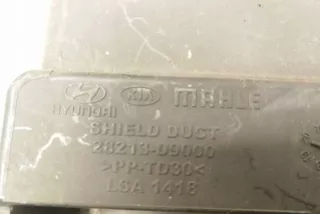 HYUNDAI KIA MAHLE
SHIELD DUCT
28213-D9000
>PP-TD30<
LSA 1418